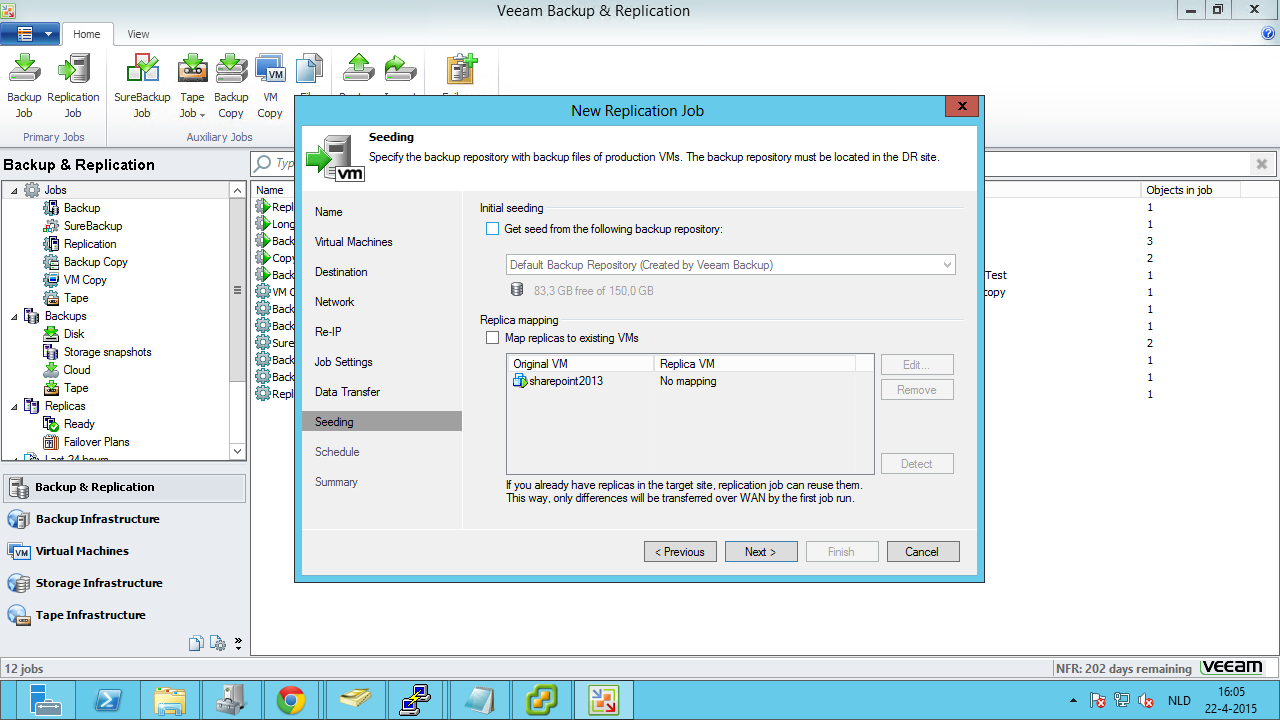 Veeam Backup & Replication
Home View
Backup Job
Replication Job
SureBackup Job
Tape Job
Backup Copy
VM Copy
Primary Jobs
Auxiliary Jobs
Backup & Replication
Jobs
Backup
SureBackup
Replication
Backup Copy
VM Copy
Tape
Backups
Disk
Storage snapshots
Cloud
Tape
Replicas
Ready
Failover Plans
Last 24 hours
Backup & Replication
Backup Infrastructure
Virtual Machines
Storage Infrastructure
Tape Infrastructure
Name
Objects in job
Repl 1
Long 1
Back 3
Copy 2
Back Test 1
VM C copy 1
Back 1
Back 1
Sure 2
Back 1
Back 1
Repl 1
New Replication Job
vm
Seeding
Specify the backup repository with backup files of production VMs. The backup repository must be located in the DR site.
Name
Virtual Machines
Destination
Network
Re-IP
Job Settings
Data Transfer
Seeding
Schedule
Summary
Initial seeding
Get seed from the following backup repository:
Default Backup Repository (Created by Veeam Backup)
83,3 GB free of 150,0 GB
Replica mapping
Map replicas to existing VMs
Original VM Replica VM
sharepoint2013 No mapping
Edit...
Remove
Detect
If you already have replicas in the target site, replication job can reuse them.
This way, only differences will be transferred over WAN by the first job run.
< Previous Next > Finish Cancel
12 jobs
NFR: 202 days remaining
veeam
NLD
16:05
22-4-2015